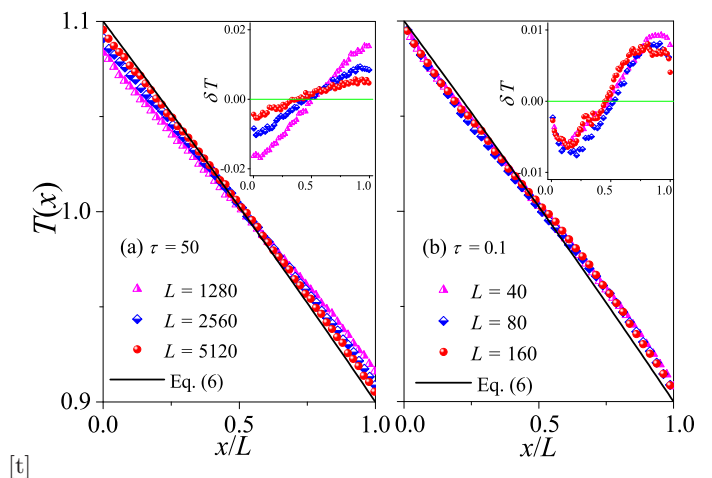 1.1
1.0
0.9
T(x)
0.02
0.00
-0.02
δT
0.0
0.5
1.0
(a) τ = 50
L = 1280
L = 2560
L = 5120
Eq. (6)
0.0
0.5
1.0
x/L
0.01
0.00
-0.01
δT
0.0
0.5
1.0
(b) τ = 0.1
L = 40
L = 80
L = 160
Eq. (6)
0.0
0.5
1.0
x/L
[t]